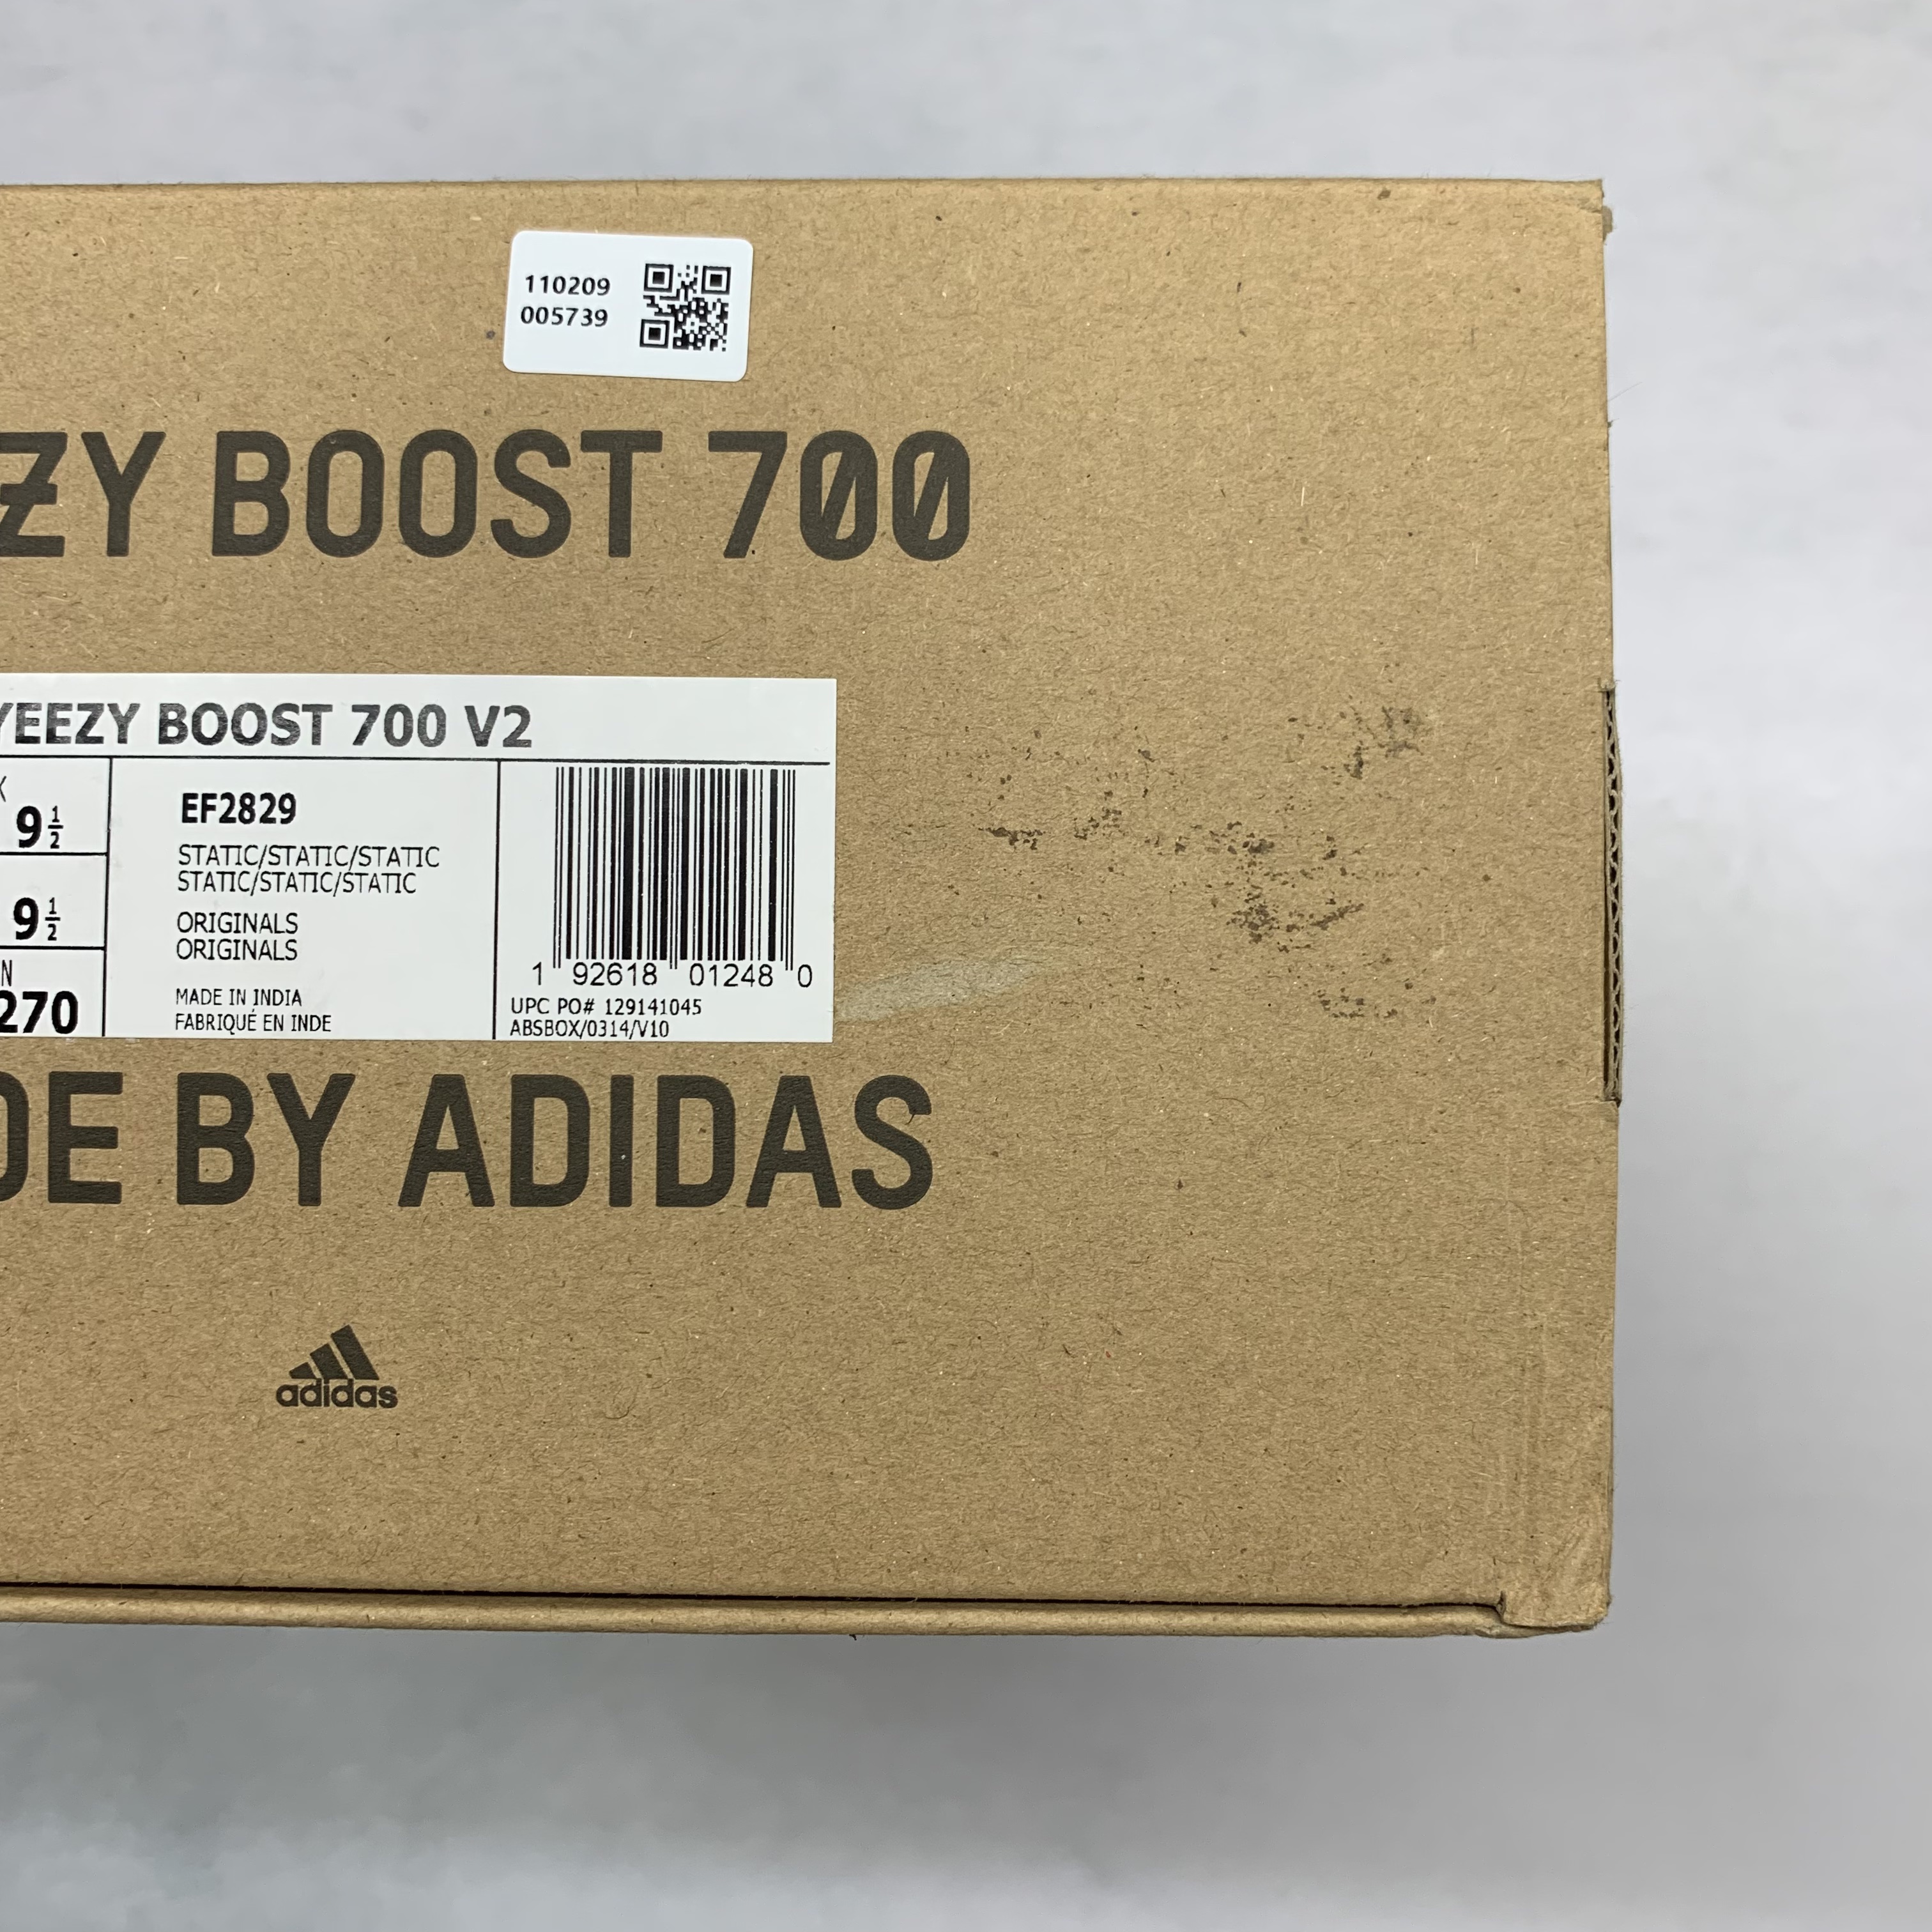 110209
005739
ZY BOOST 700
YEEZY BOOST 700 V2
9½
9½
270
EF2829
STATIC/STATIC/STATIC
STATIC/STATIC/STATIC
ORIGINALS
ORIGINALS
MADE IN INDIA
FABRIQUÉ EN INDE
1 92618 01248 0
UPC PO# 129141045
ABSBOX/0314/V10
DE BY ADIDAS
adidas